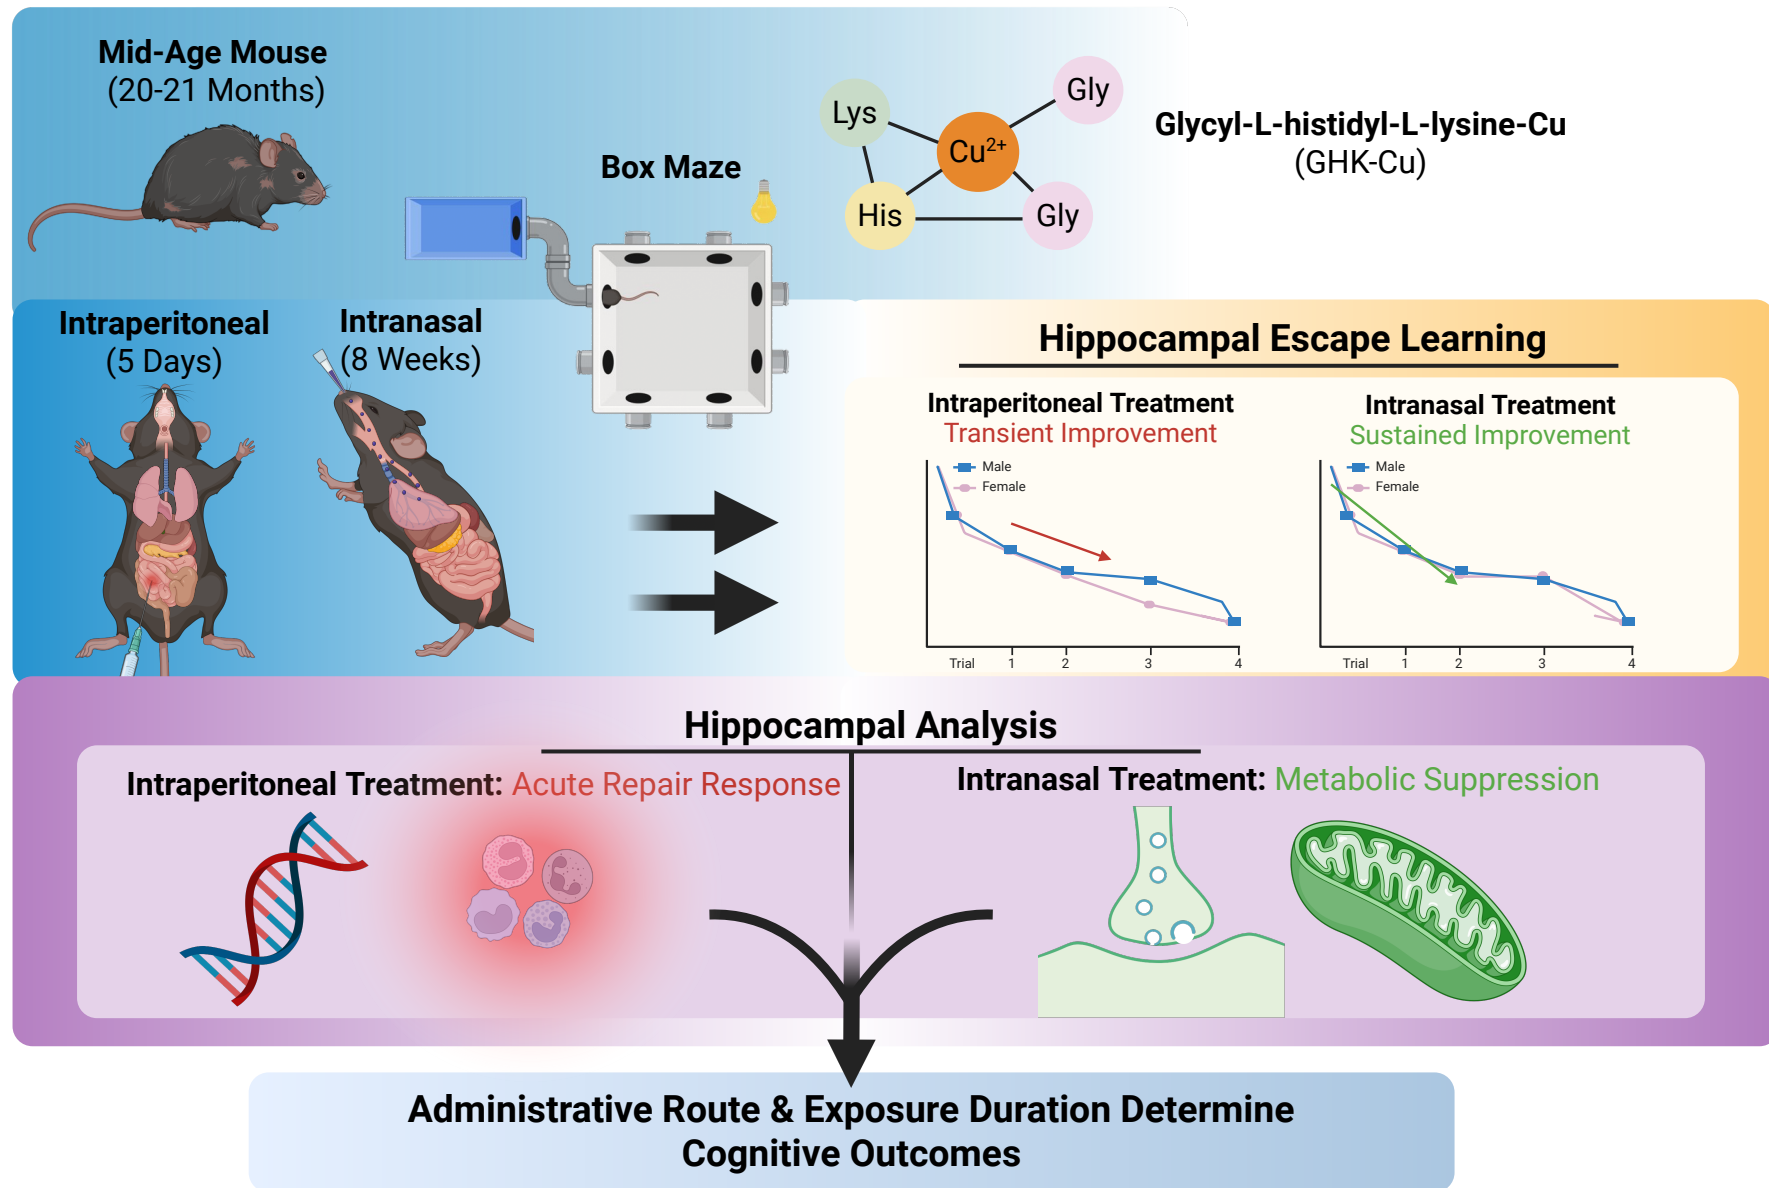 Mid-Age Mouse
(20-21 Months)
Box Maze
Lys
Cu²⁺
Gly
His
Gly
Glycyl-L-histidyl-L-lysine-Cu
(GHK-Cu)
Intraperitoneal
(5 Days)
Intranasal
(8 Weeks)
Hippocampal Escape Learning
Intraperitoneal Treatment
Transient Improvement
Male
Female
Trial 1 2 3 4
Intranasal Treatment
Sustained Improvement
Male
Female
Trial 1 2 3 4
Hippocampal Analysis
Intraperitoneal Treatment: Acute Repair Response
Intranasal Treatment: Metabolic Suppression
Administrative Route & Exposure Duration Determine
Cognitive Outcomes